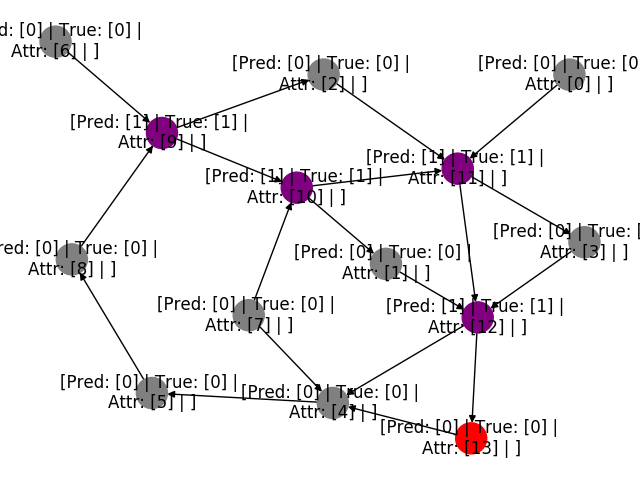 d: [0] | True: [0] |
Attr: [6] | ]
[Pred: [0] | True: [0] |
Attr: [2] | ]
[Pred: [0] | True: [0
Attr: [0] | ]
[Pred: [1] | True: [1] |
Attr: [9] | ]
[Pred: [1] | True: [1] |
Attr: [11] | ]
[Pred: [1] | True: [1] |
Attr: [10] | ]
[Pred: [0] | True: [
Attr: [3] | ]
red: [0] | True: [0] |
Attr: [8] | ]
[Pred: [0] | True: [0] |
Attr: [1] | ]
[Pred: [0] | True: [0] |
Attr: [7] | ]
[Pred: [1] | True: [1] |
Attr: [12] | ]
[Pred: [0] | True: [0] |
Attr: [5] | ]
[Pred: [0] | True: [0] |
Attr: [4] | ]
[Pred: [0] | True: [0] |
Attr: [13] | ]